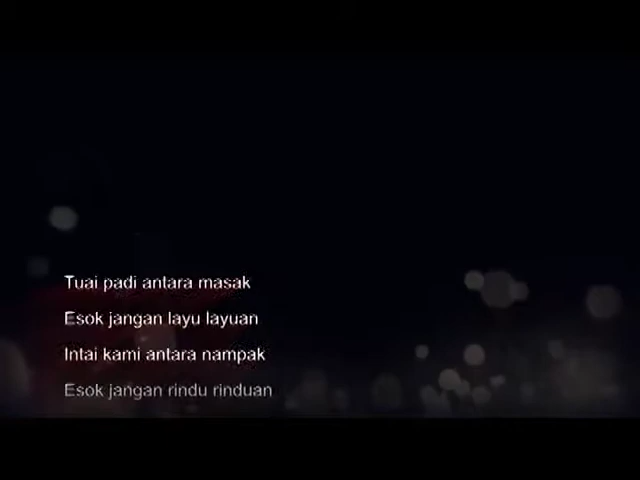 Tuai padi antara masak
Esok jangan layu layuan
Intai kami antara nampak
Esok jangan rindu rinduan